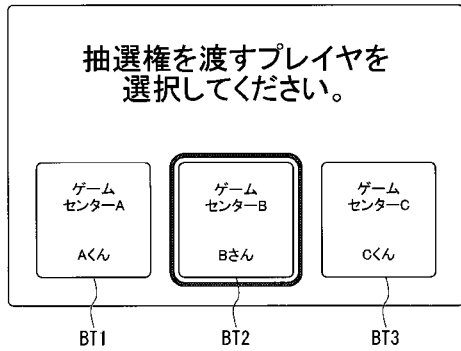 抽選権を渡すプレイヤを
選択してください。
ゲーム
センターA
Aくん
ゲーム
センターB
Bさん
ゲーム
センターC
Cくん
BT1
BT2
BT3